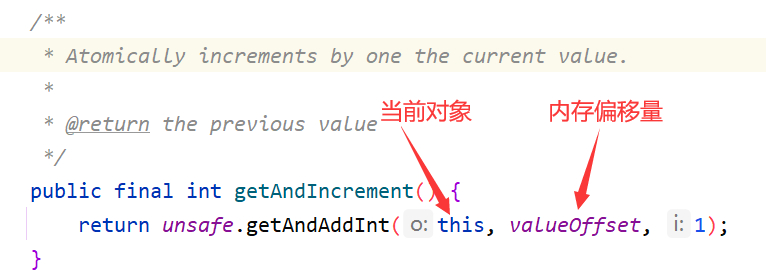 /**
* Atomically increments by one the current value.
*
* @return the previous value
当前对象 内存偏移量
*/
public final int getAndIncrement() {
return unsafe.getAndAddInt( o: this, valueOffset, i: 1);
}